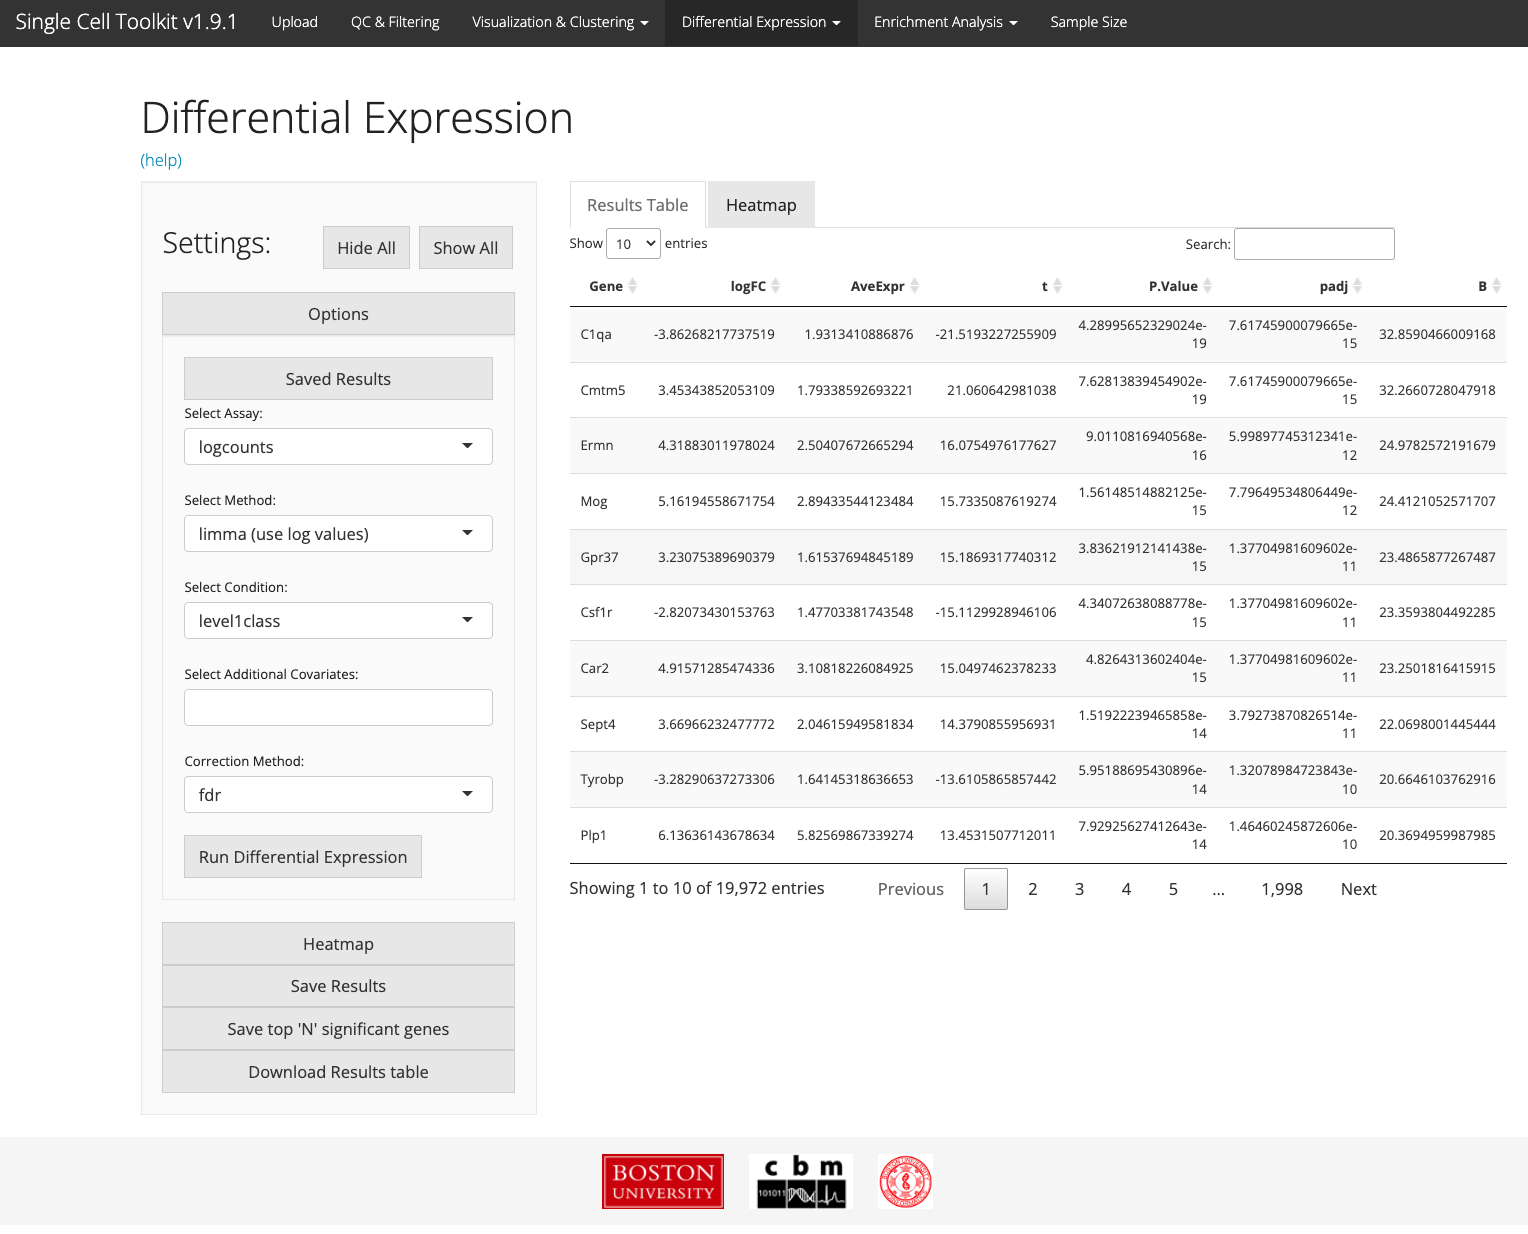 Single Cell Toolkit v1.9.1 Upload QC & Filtering Visualization & Clustering Differential Expression Enrichment Analysis Sample Size
Differential Expression
(help)
Settings: Hide All Show All
Options
Saved Results
Select Assay:
logcounts
Select Method:
limma (use log values)
Select Condition:
level1class
Select Additional Covariates:
Correction Method:
fdr
Run Differential Expression
Heatmap
Save Results
Save top 'N' significant genes
Download Results table
Results Table Heatmap
Show 10 entries Search:
Gene logFC AveExpr t P.Value padj B
C1qa -3.86268217737519 1.9313410886876 -21.5193227255909 4.28995652329024e-19 7.61745900079665e-15 32.8590466009168
Cmtm5 3.45343852053109 1.79338592693221 21.060642981038 7.62813839454902e-19 7.61745900079665e-15 32.2660728047918
Ermn 4.31883011978024 2.50407672665294 16.0754976177627 9.0110816940568e-16 5.99897745312341e-12 24.9782572191679
Mog 5.16194558671754 2.89433544123484 15.7335087619274 1.56148514882125e-15 7.79649534806449e-12 24.4121052571707
Gpr37 3.23075389690379 1.61537694845189 15.1869317740312 3.83621912141438e-15 1.37704981609602e-11 23.4865877267487
Csf1r -2.82073430153763 1.47703381743548 -15.1129928946106 4.34072638088778e-15 1.37704981609602e-11 23.3593804492285
Car2 4.91571285474336 3.10818226084925 15.0497462378233 4.8264313602404e-15 1.37704981609602e-11 23.2501816415915
Sept4 3.66966232477772 2.04615949581834 14.3790855956931 1.51922239465858e-14 3.79273870826514e-11 22.0698001445444
Tyrobp -3.28290637273306 1.64145318636653 -13.6105865857442 5.95188695430896e-14 1.32078984723843e-10 20.6646103762916
Plp1 6.13636143678634 5.82569867339274 13.4531507712011 7.92925627412643e-14 1.46460245872606e-10 20.3694959987985
Showing 1 to 10 of 19,972 entries Previous 1 2 3 4 5 ... 1,998 Next
BOSTON
UNIVERSITY
cbm
101011